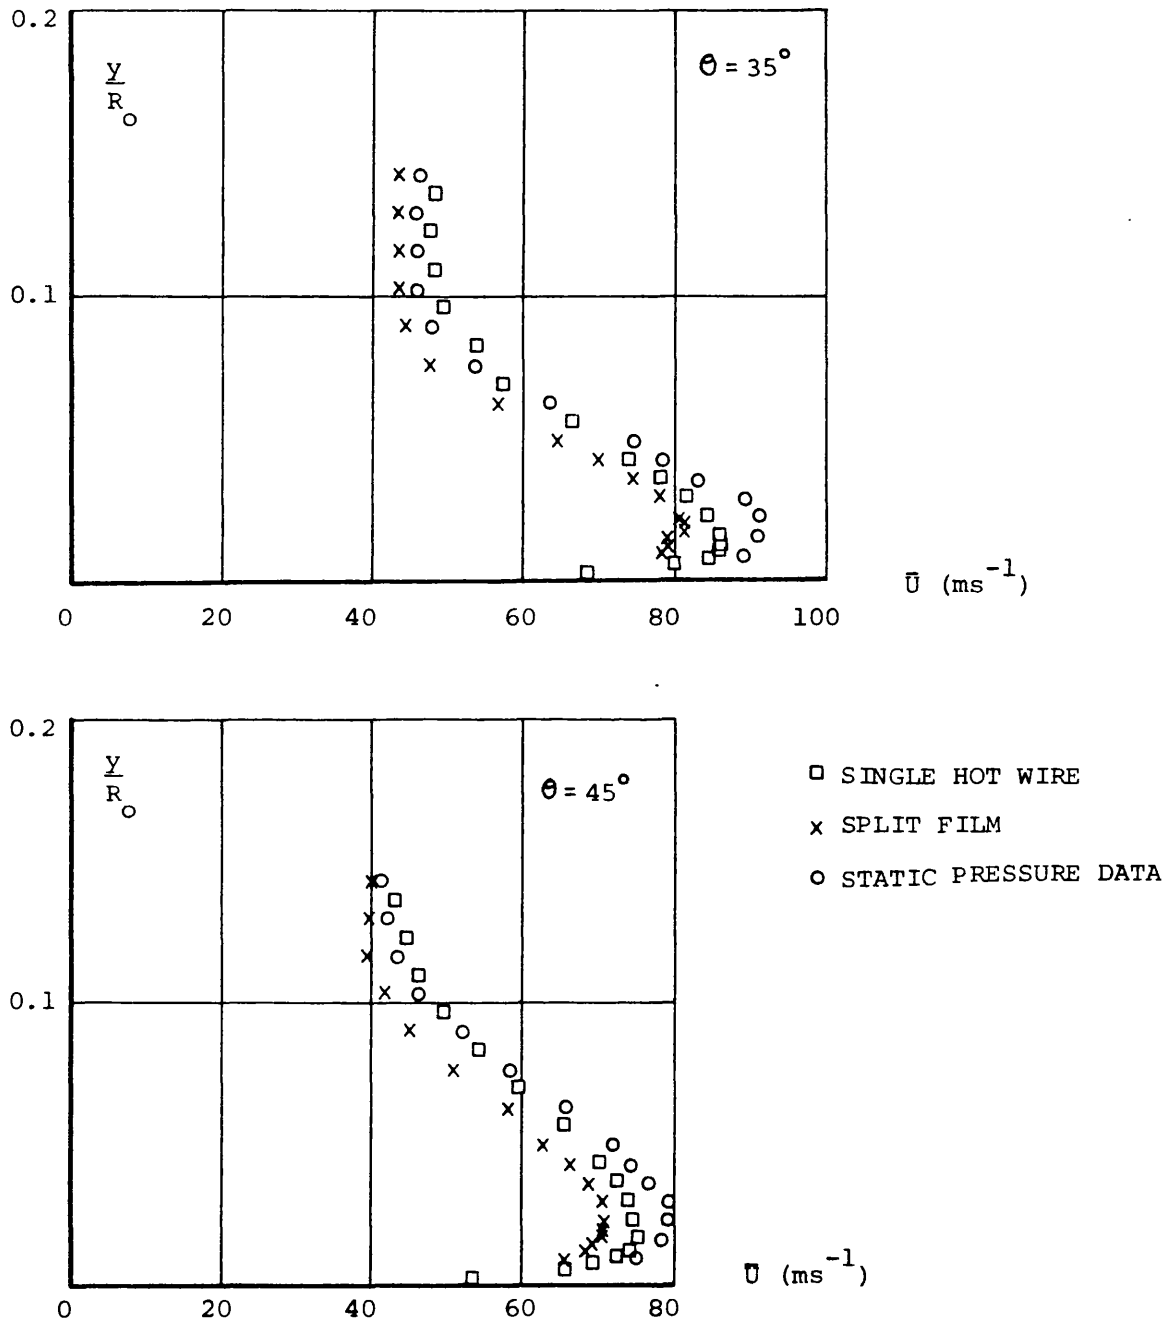 0.2
y
R
o
θ = 35°
0.1
Ū (ms⁻¹)
0 20 40 60 80 100
0.2
y
R
o
θ = 45°
□ SINGLE HOT WIRE
x SPLIT FILM
o STATIC PRESSURE DATA
0.1
Ū (ms⁻¹)
0 20 40 60 80